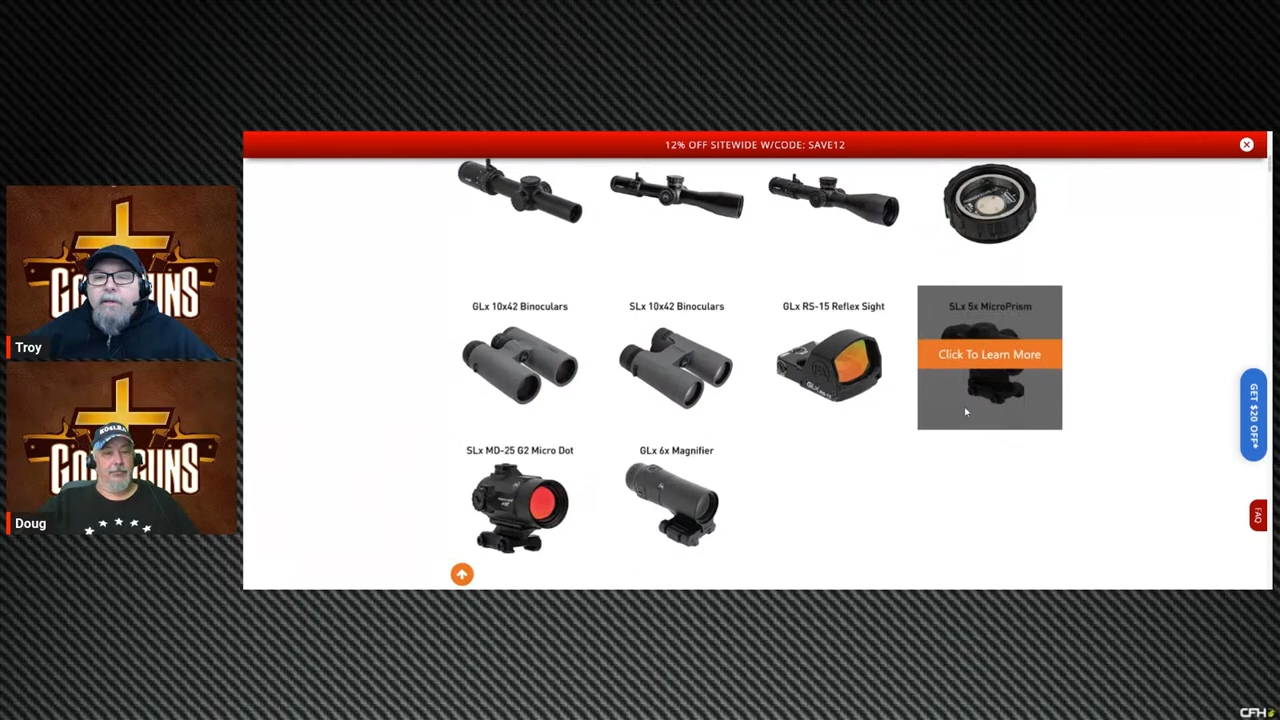 12% OFF SITEWIDE W/CODE: SAVE12
GLx 10x42 Binoculars
SLx 10x42 Binoculars
GLx RS-15 Reflex Sight
SLx 5x MicroPrism
Click To Learn More
GET $20 OFF*
SLx MD-25 G2 Micro Dot
GLx 6x Magnifier
FAQ
Troy
Doug
CFH